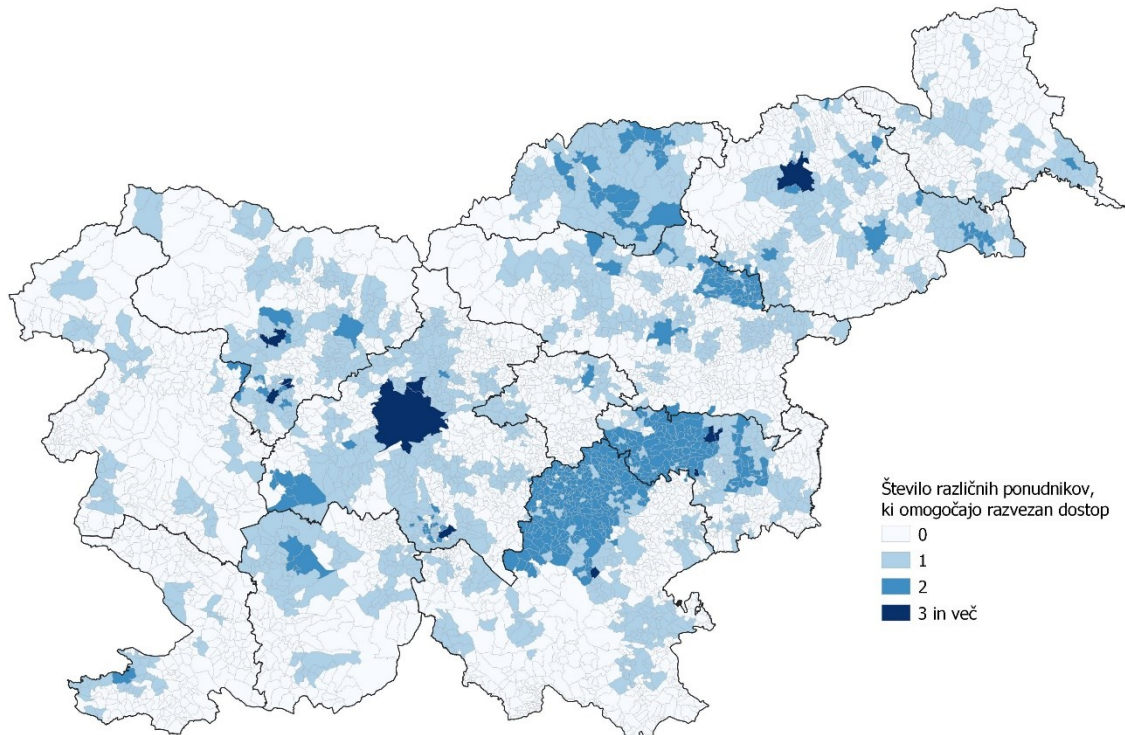 Število različnih ponudnikov,
ki omogočajo razvezan dostop
0
1
2
3 in več